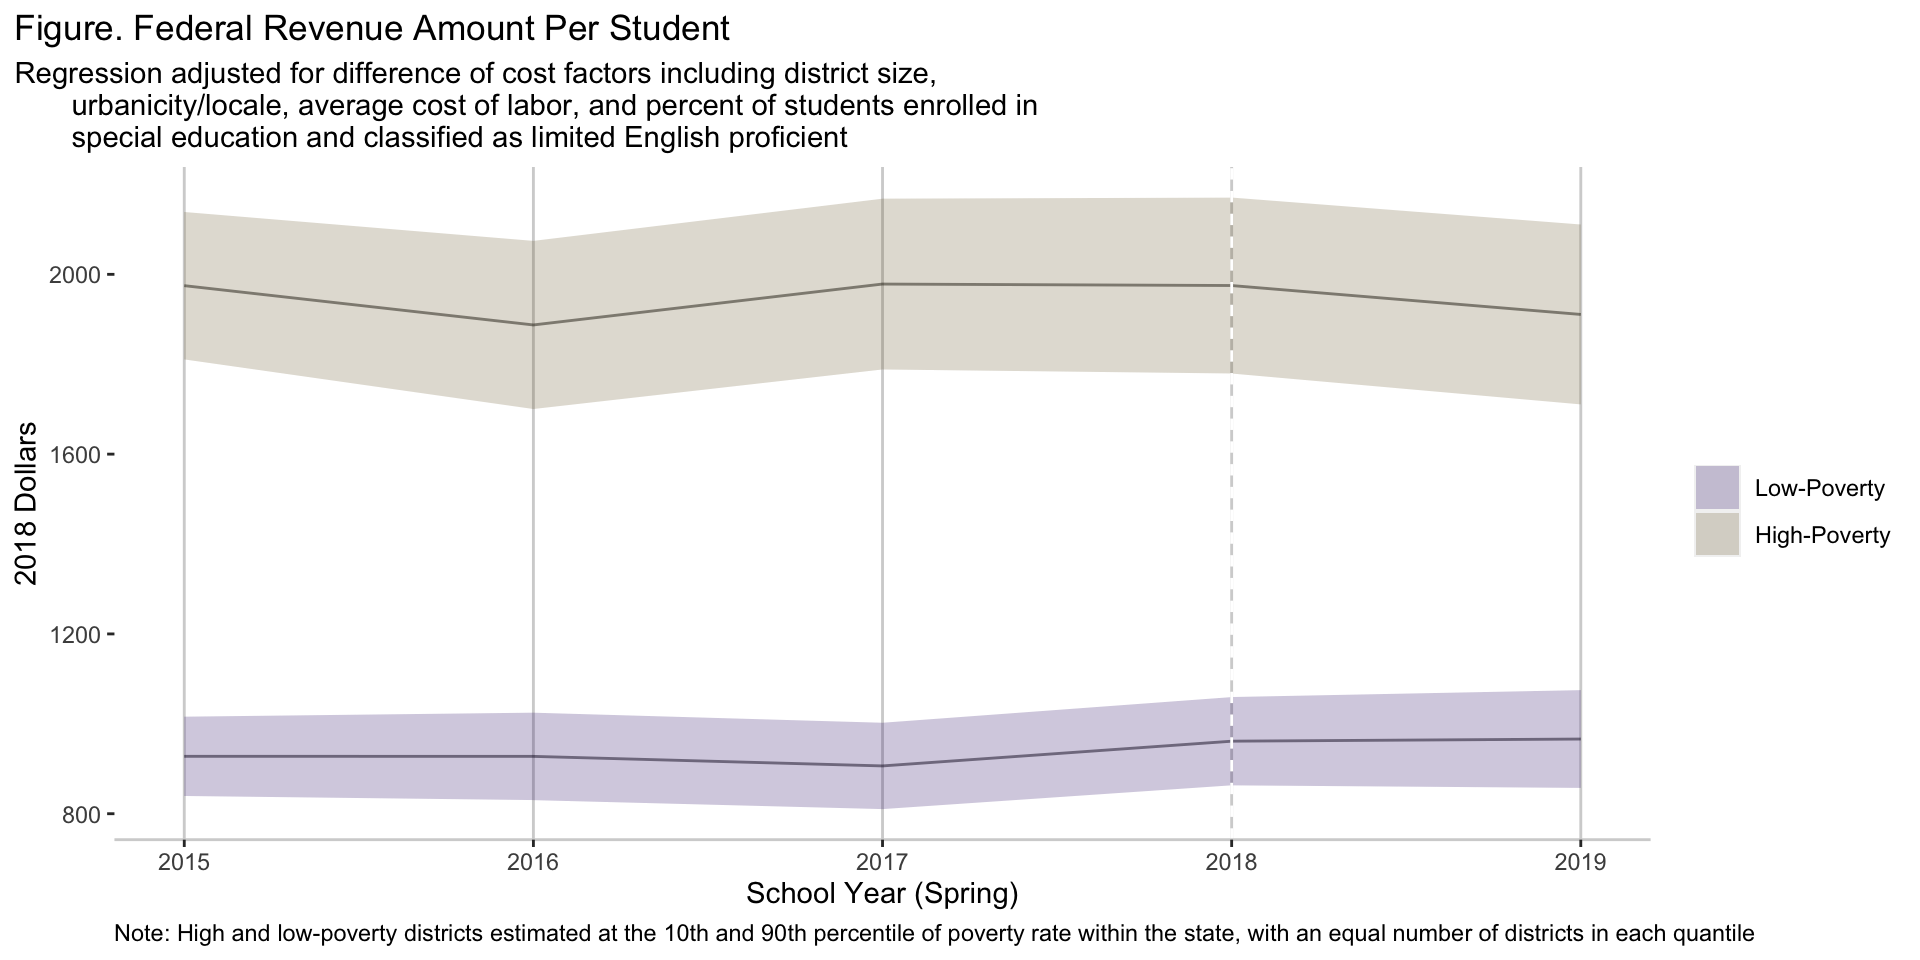 Figure. Federal Revenue Amount Per Student
Regression adjusted for difference of cost factors including district size,
urbanicity/locale, average cost of labor, and percent of students enrolled in
special education and classified as limited English proficient
2000
1600
1200
800
2018 Dollars
Low-Poverty
High-Poverty
2015 2016 2017 2018 2019
School Year (Spring)
Note: High and low-poverty districts estimated at the 10th and 90th percentile of poverty rate within the state, with an equal number of districts in each quantile